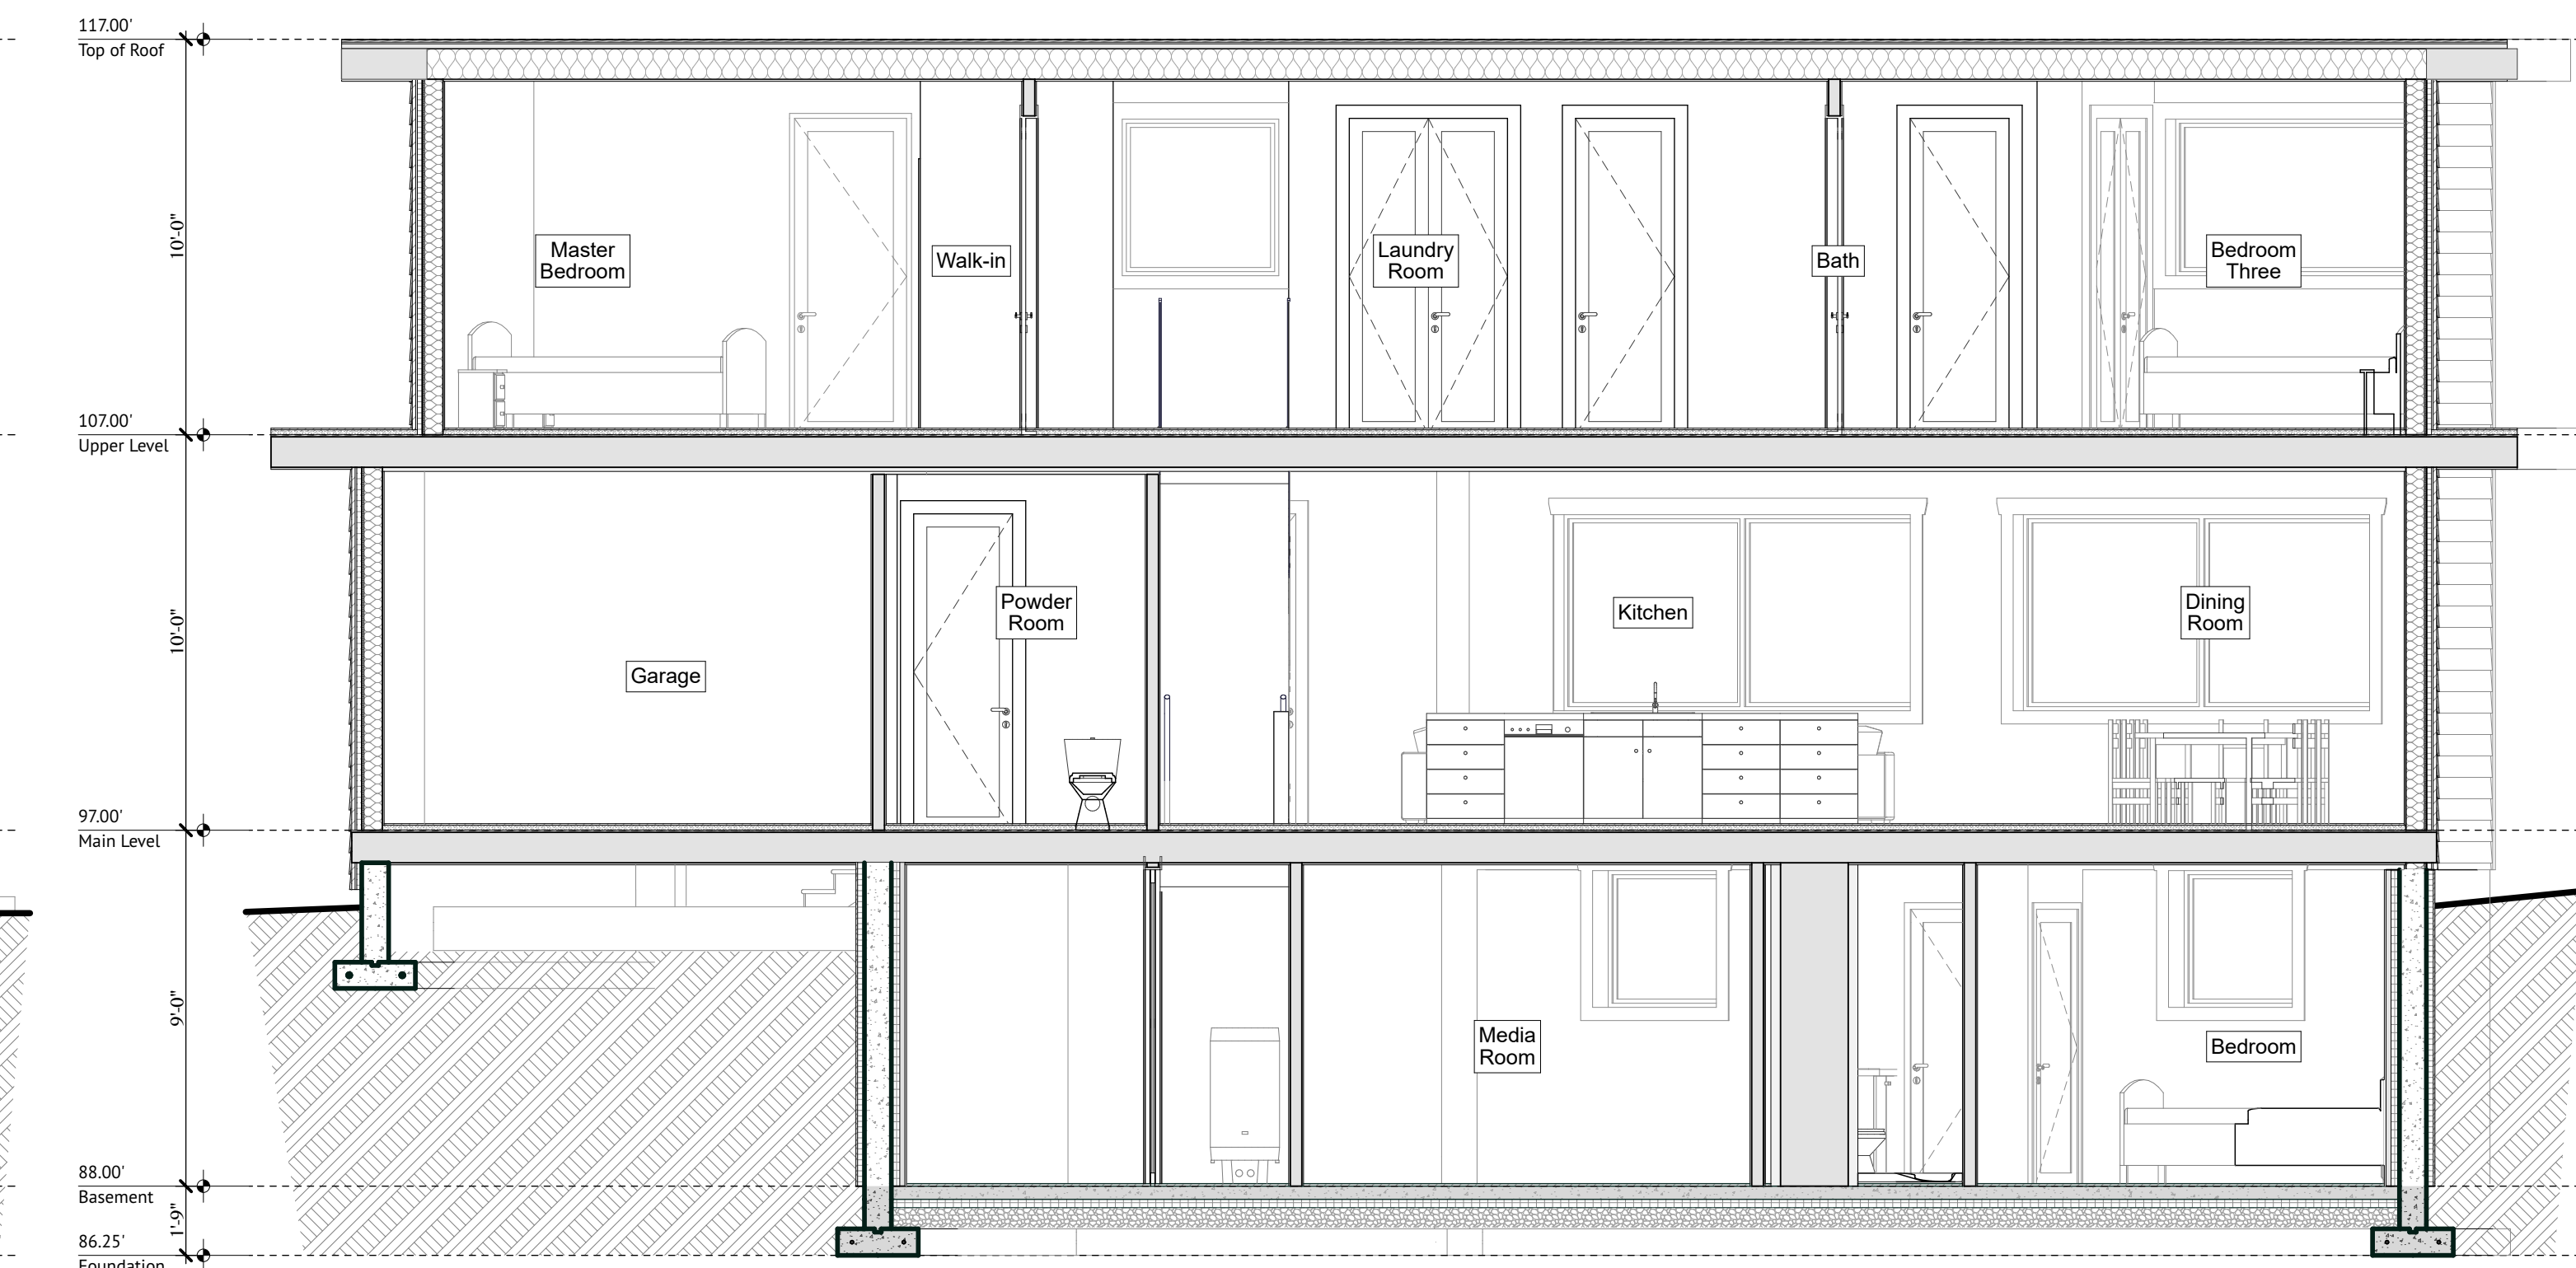 117.00'
Top of Roof
10'-0"
Master
Bedroom
Walk-in
Laundry
Room
Bath
Bedroom
Three
107.00'
Upper Level
10'-0"
Powder
Room
Kitchen
Dining
Room
Garage
97.00'
Main Level
9'-0"
Media
Room
Bedroom
88.00'
Basement
1'-9"
86.25'
Foundation